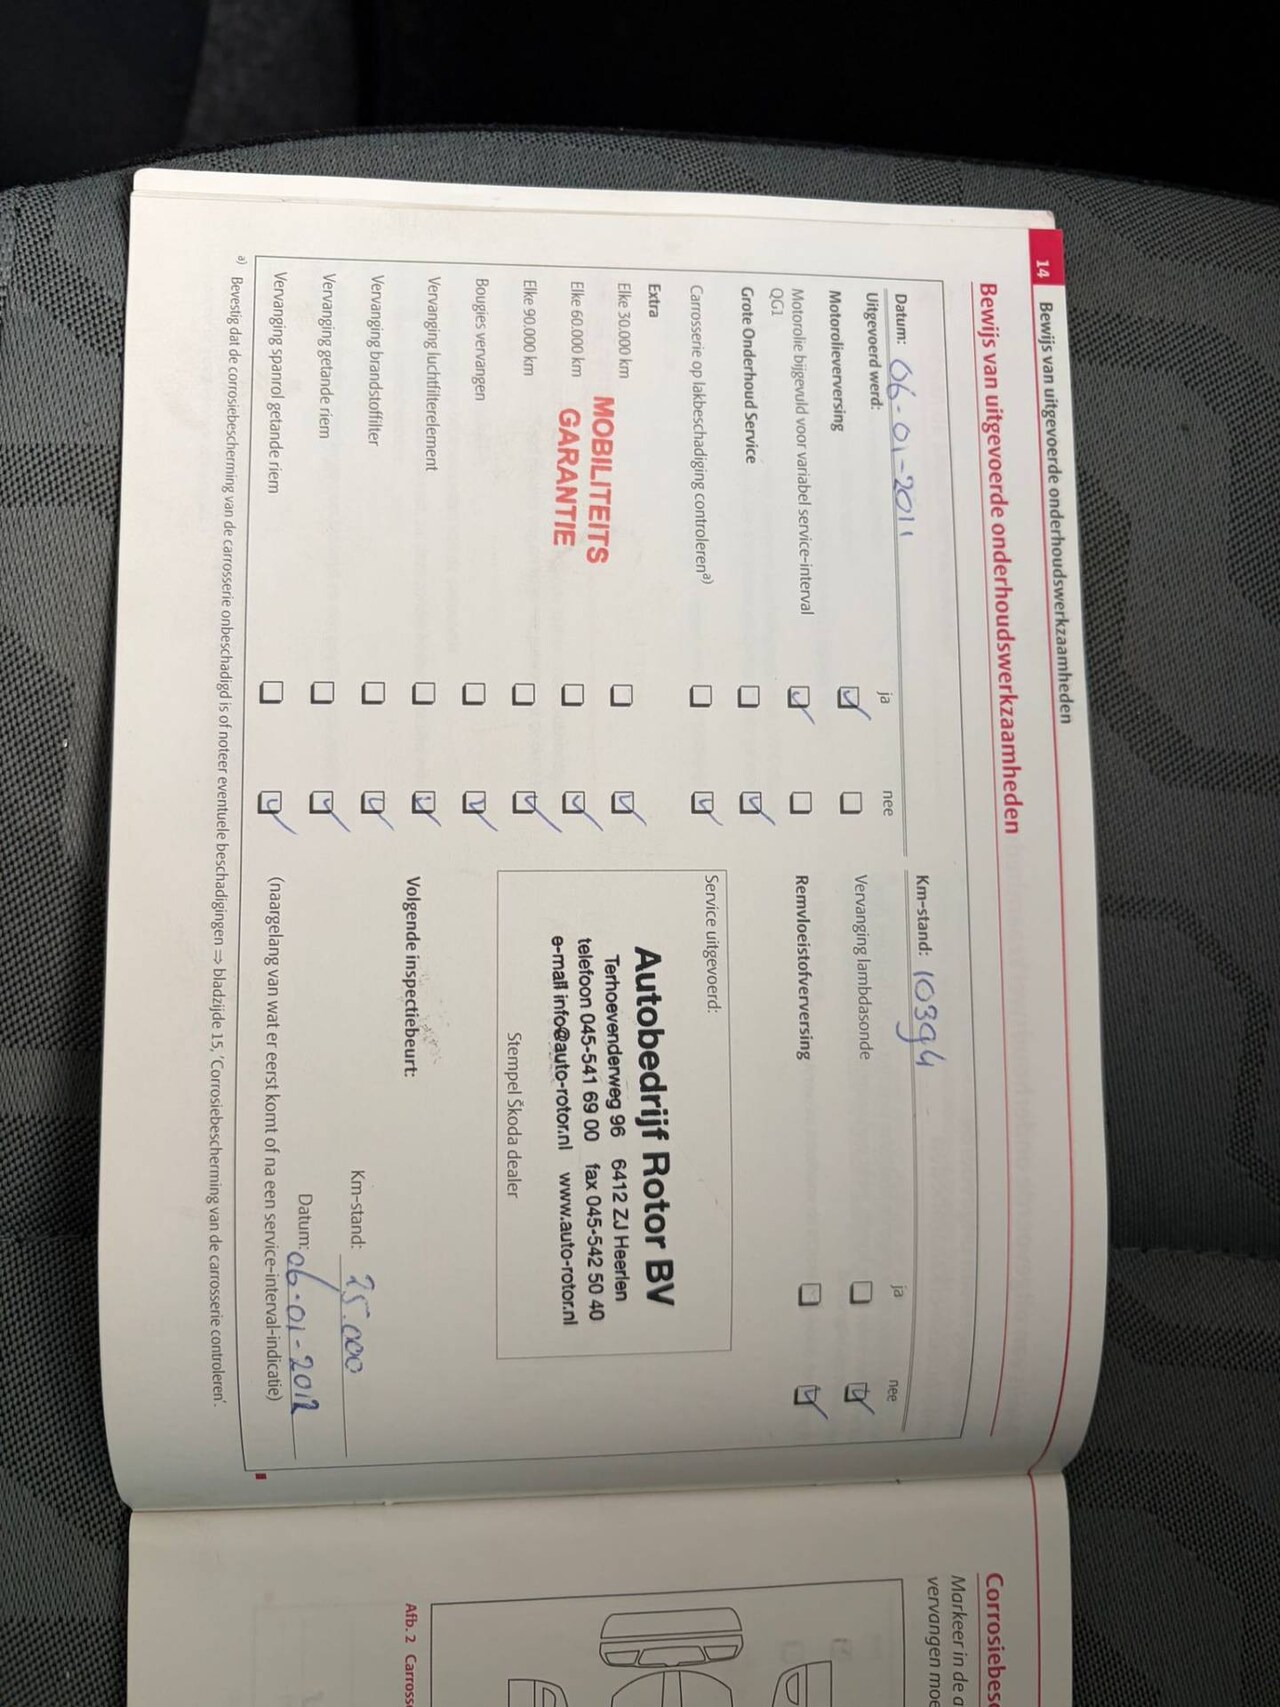 14 Bewijs van uitgevoerde onderhoudswerkzaamheden
Bewijs van uitgevoerde onderhoudswerkzaamheden
Datum: 06-01-2011
Uitgevoerd werd:
ja
nee
Motorolieverversing
Motorolie bijgevuld voor variabel service-interval
QG1
Grote Onderhoud Service
Carrosserie op lakbeschadiging controlerenᵃ⁾
Extra
Elke 30.000 km
Elke 60.000 km
Elke 90.000 km
MOBILITEITS
GARANTIE
Bougies vervangen
Vervanging luchtfilterelement
Vervanging brandstoffilter
Vervanging getande riem
Vervanging spanrol getande riem
Km-stand: 10394
ja
nee
Vervanging lambdasonde
Remvloeistofverversing
Service uitgevoerd:
Autobedrijf Rotor BV
Terhoevenderweg 96 6412 ZJ Heerlen
telefoon 045-541 69 00 fax 045-542 50 40
e-mail info@auto-rotor.nl www.auto-rotor.nl
Stempel Škoda dealer
Volgende inspectiebeurt:
Km-stand: 25.000
Datum: 06-01-2012
(naargelang van wat er eerst komt of na een service-interval-indicatie)
a) Bevestig dat de corrosiebescherming van de carrosserie onbeschadigd is of noteer eventuele beschadigingen ⇒ bladzijde 15, 'Corrosiebescherming van de carrosserie controleren'.
Markeer in de
vervangen
Afb. 2